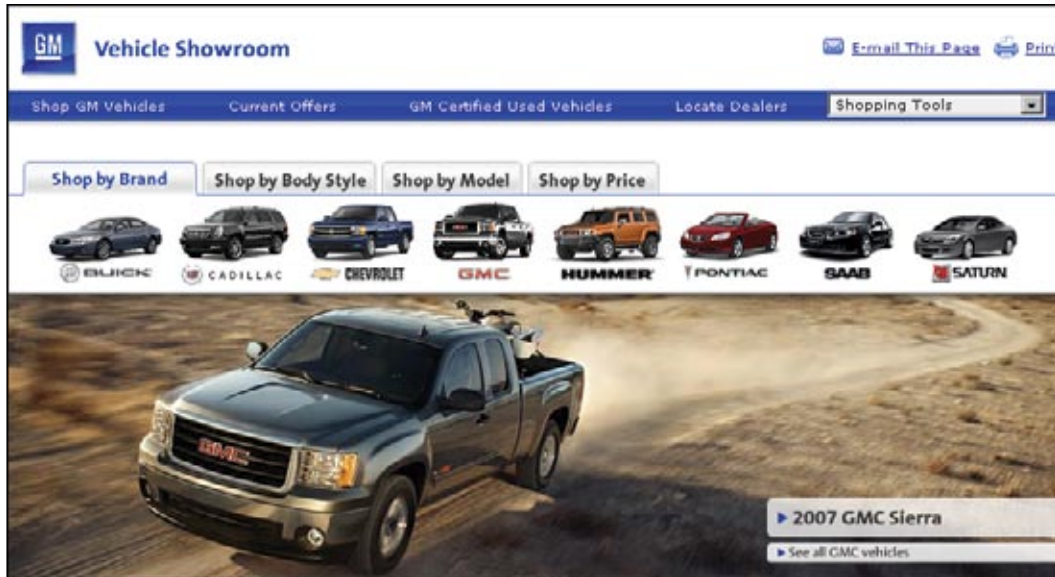 GM
Vehicle Showroom
E-mail This Page
Print
Shop GM Vehicles
Current Offers
GM Certified Used Vehicles
Locate Dealers
Shopping Tools
Shop by Brand
Shop by Body Style
Shop by Model
Shop by Price
BUICK
CADILLAC
CHEVROLET
GMC
HUMMER
PONTIAC
SAAB
SATURN
GMC
2007 GMC Sierra
See all GMC vehicles